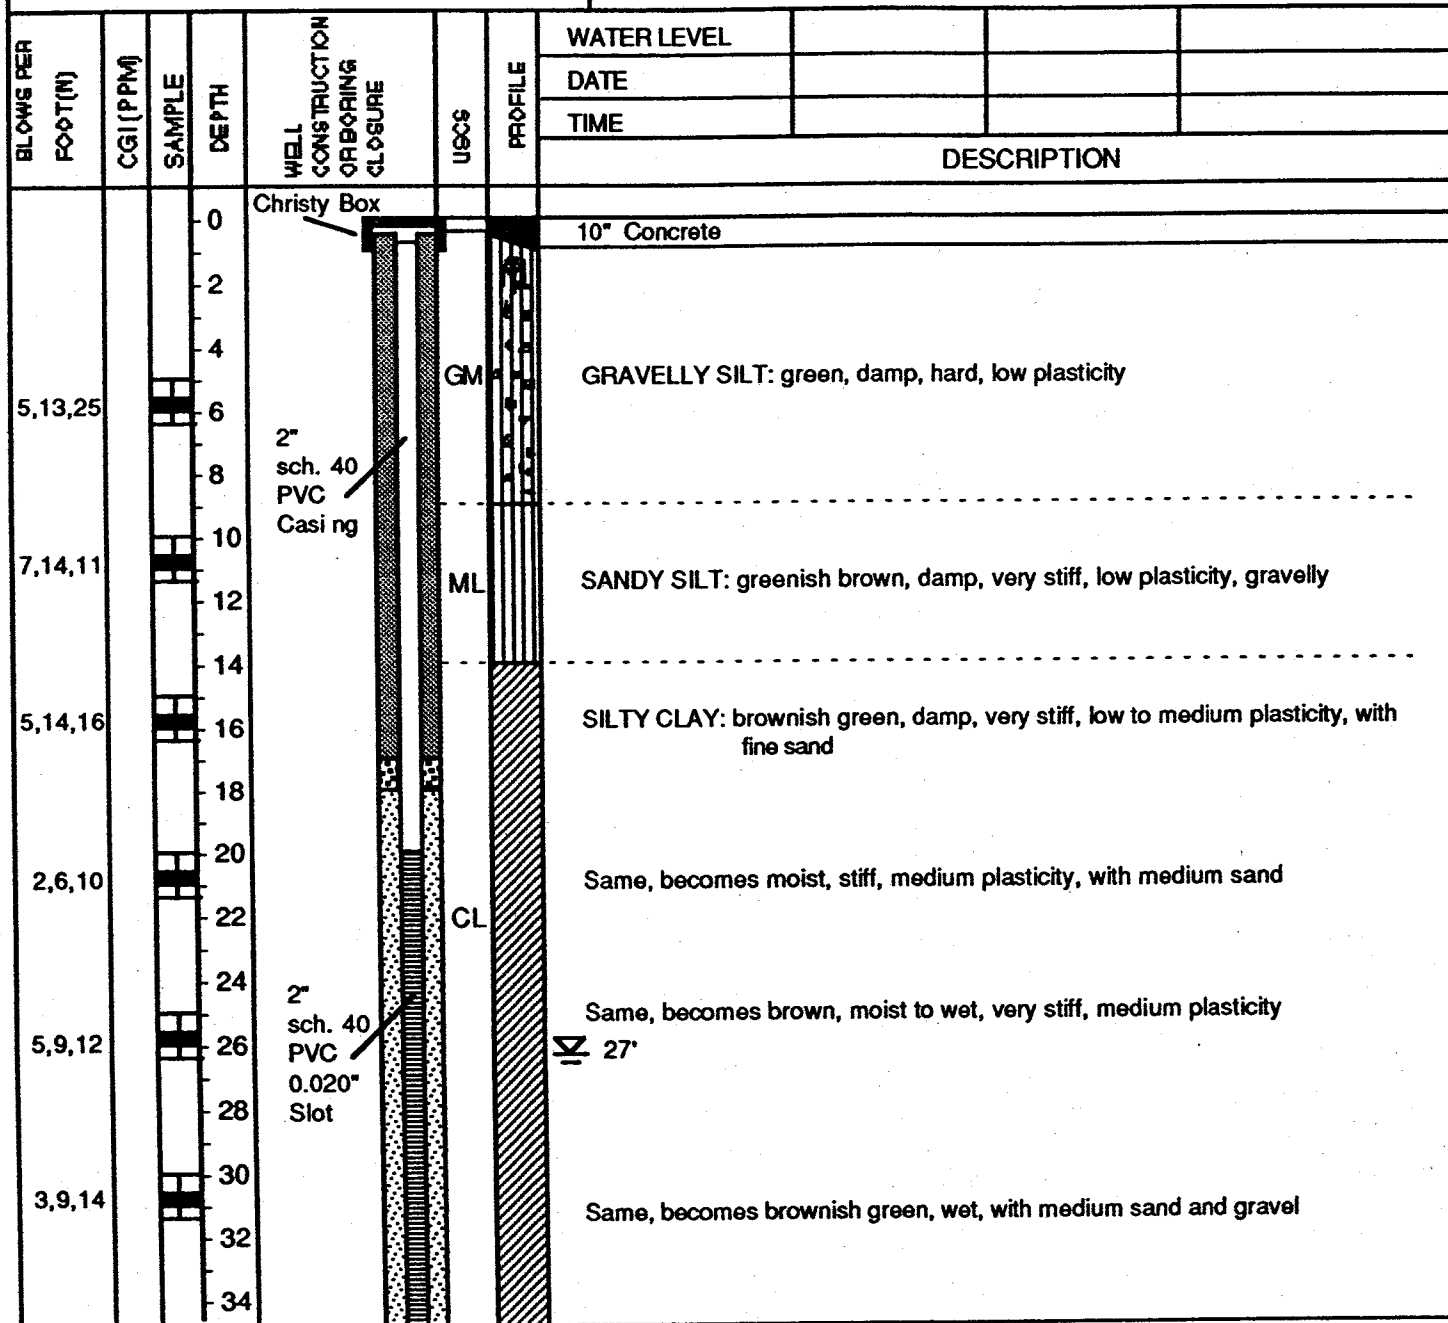 BLOWS PER
FOOT(N)
CGI(PPM)
SAMPLE
DEPTH
WELL
CONSTRUCTION
OR BORING
CLOSURE
USCS
PROFILE
WATER LEVEL
DATE
TIME
DESCRIPTION
Christy Box
0
10" Concrete
2
4
GM
GRAVELLY SILT: green, damp, hard, low plasticity
5,13,25
6
2"
sch. 40
PVC
Casing
8
10
7,14,11
ML
SANDY SILT: greenish brown, damp, very stiff, low plasticity, gravelly
12
14
5,14,16
16
SILTY CLAY: brownish green, damp, very stiff, low to medium plasticity, with
fine sand
18
20
2,6,10
Same, becomes moist, stiff, medium plasticity, with medium sand
22
CL
24
2"
sch. 40
PVC
0.020"
Slot
Same, becomes brown, moist to wet, very stiff, medium plasticity
5,9,12
26
27'
28
30
3,9,14
Same, becomes brownish green, wet, with medium sand and gravel
32
34